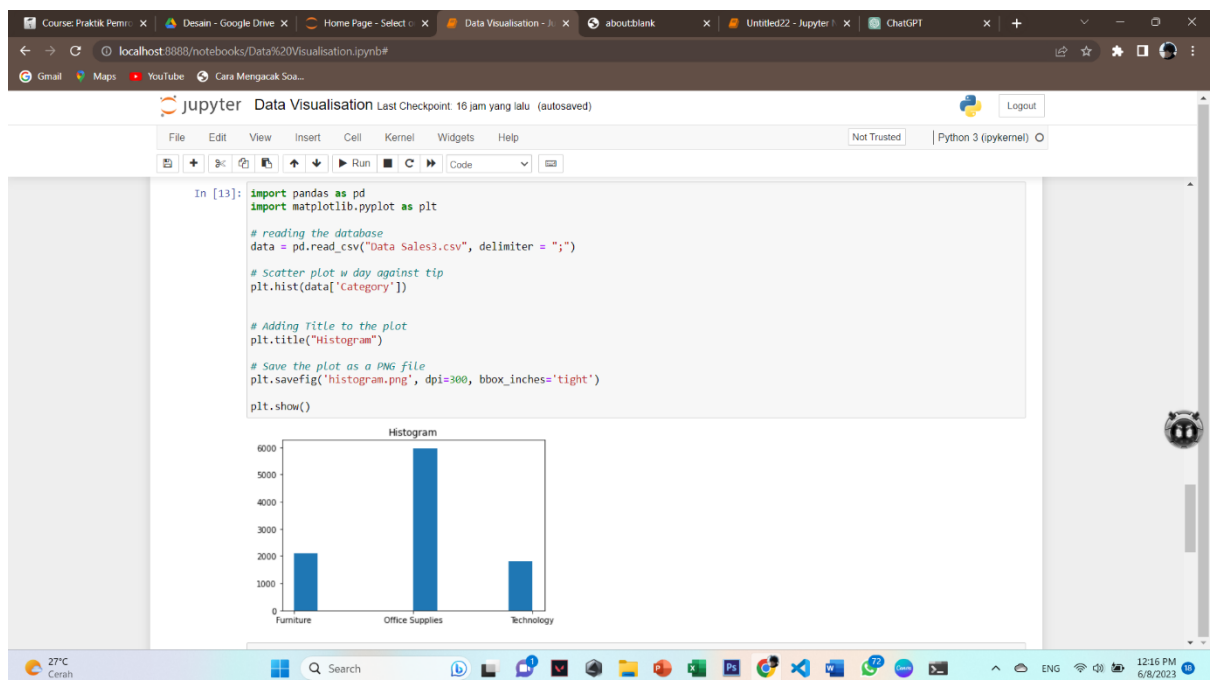 Course: Praktik Pemro
Desain - Google Drive
Home Page - Select o
Data Visualisation - Ju
about:blank
Untitled22 - Jupyter N
ChatGPT
localhost:8888/notebooks/Data%20Visualisation.ipynb#
Gmail Maps YouTube Cara Mengacak Soa...
jupyter Data Visualisation Last Checkpoint: 16 jam yang lalu (autosaved)
Logout
File Edit View Insert Cell Kernel Widgets Help
Not Trusted
Python 3 (ipykernel)
Run
Code
In [13]: import pandas as pd
import matplotlib.pyplot as plt
# reading the database
data = pd.read_csv("Data Sales3.csv", delimiter = ";")
# Scatter plot w day against tip
plt.hist(data['Category'])
# Adding Title to the plot
plt.title("Histogram")
# Save the plot as a PNG file
plt.savefig('histogram.png', dpi=300, bbox_inches='tight')
plt.show()
Histogram
6000
5000
4000
3000
2000
1000
0
Furniture Office Supplies Technology
27°C
Cerah
Search
72
ENG
12:16 PM
6/8/2023
18